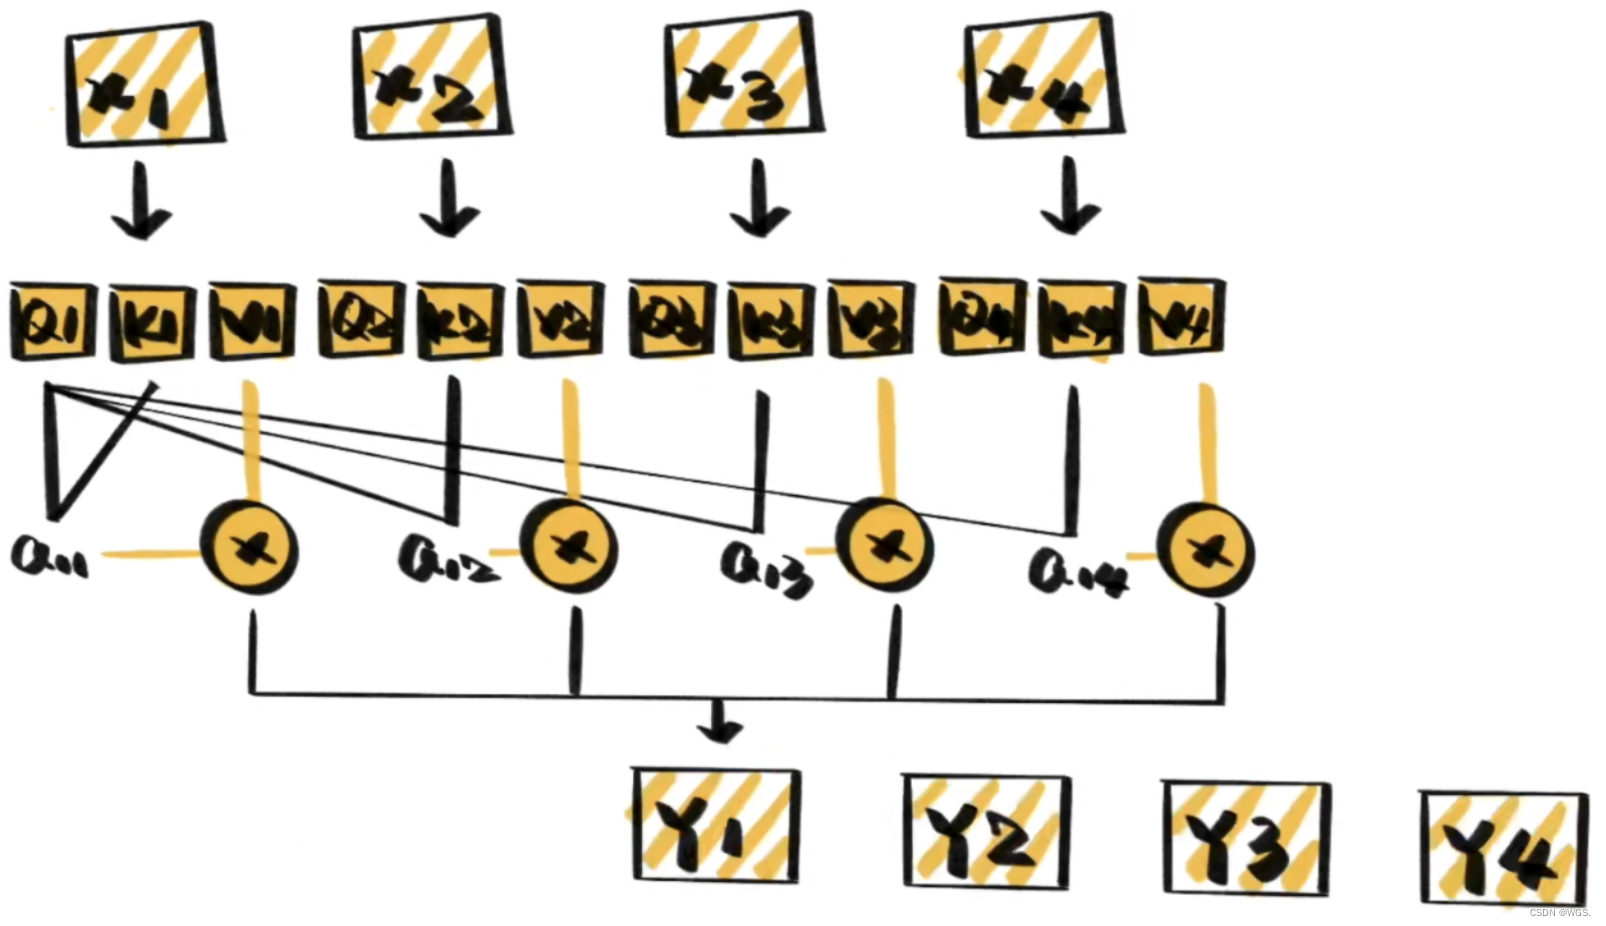 x1 x2 x3 x4
Q1 K1 V1 Q2 K2 V2 Q3 K3 V3 Q4 K4 V4
x x x x
a11 a12 a13 a14
Y1 Y2 Y3 Y4
CSDN @WGS.